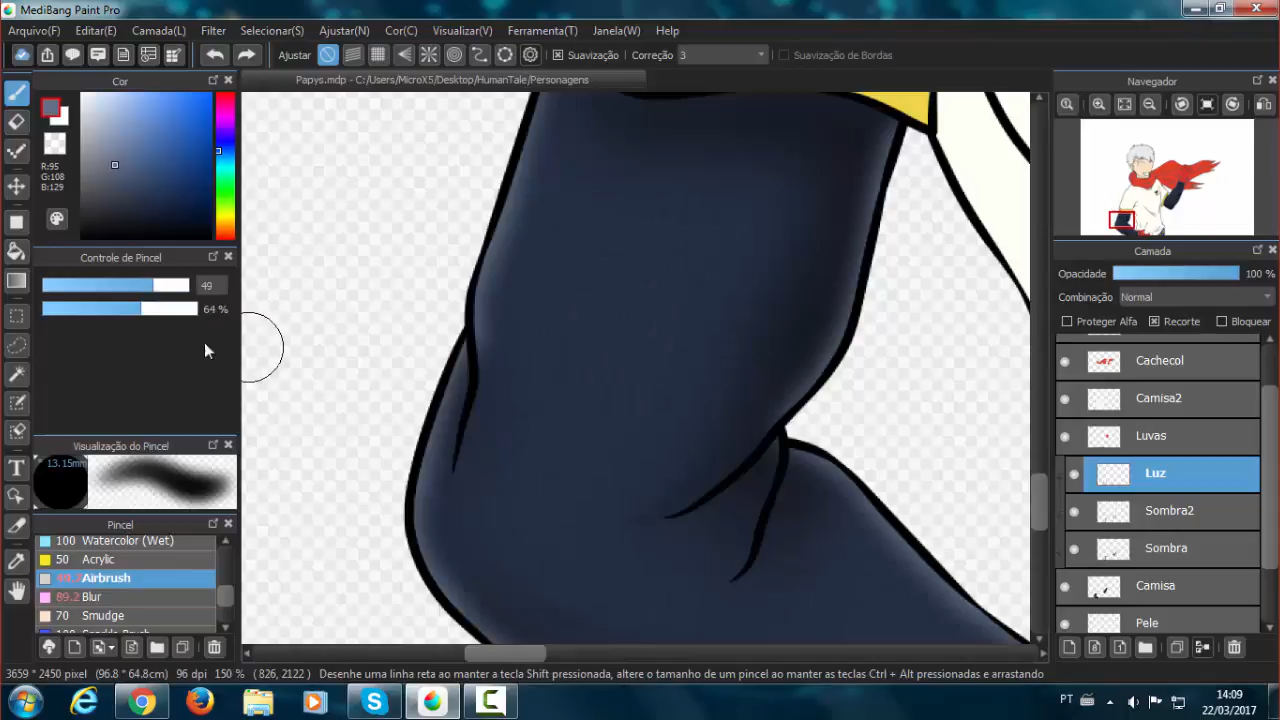 MediBang Paint Pro
Arquivo(F) Editar(E) Camada(L) Filter Selecionar(S) Ajustar(N) Cor(C) Visualizar(V) Ferramenta(T) Janela(W) Help
Ajustar Suavização Correção 3 Suavização de Bordas
Cor
Papys.mdp - C:/Users/MicroX5/Desktop/HumanTale/Personagens
Navegador
R:95
G:108
B:129
Controle de Pincel
49
64 %
Camada
Opacidade 100 %
Combinação Normal
Proteger Alfa Recorte Bloquear
Cachecol
Camisa2
Luvas
Luz
Sombra2
Sombra
Camisa
Pele
Visualização do Pincel
13.15mm
Pincel
100 Watercolor (Wet)
50 Acrylic
49.2 Airbrush
89.2 Blur
70 Smudge
3659 * 2450 pixel (96.8 * 64.8cm) 96 dpi 150 % ( 826, 2122 ) Desenhe uma linha reta ao manter a tecla Shift pressionada, altere o tamanho de um pincel ao manter as teclas Ctrl + Alt pressionadas e arrastando
PT
14:09
22/03/2017